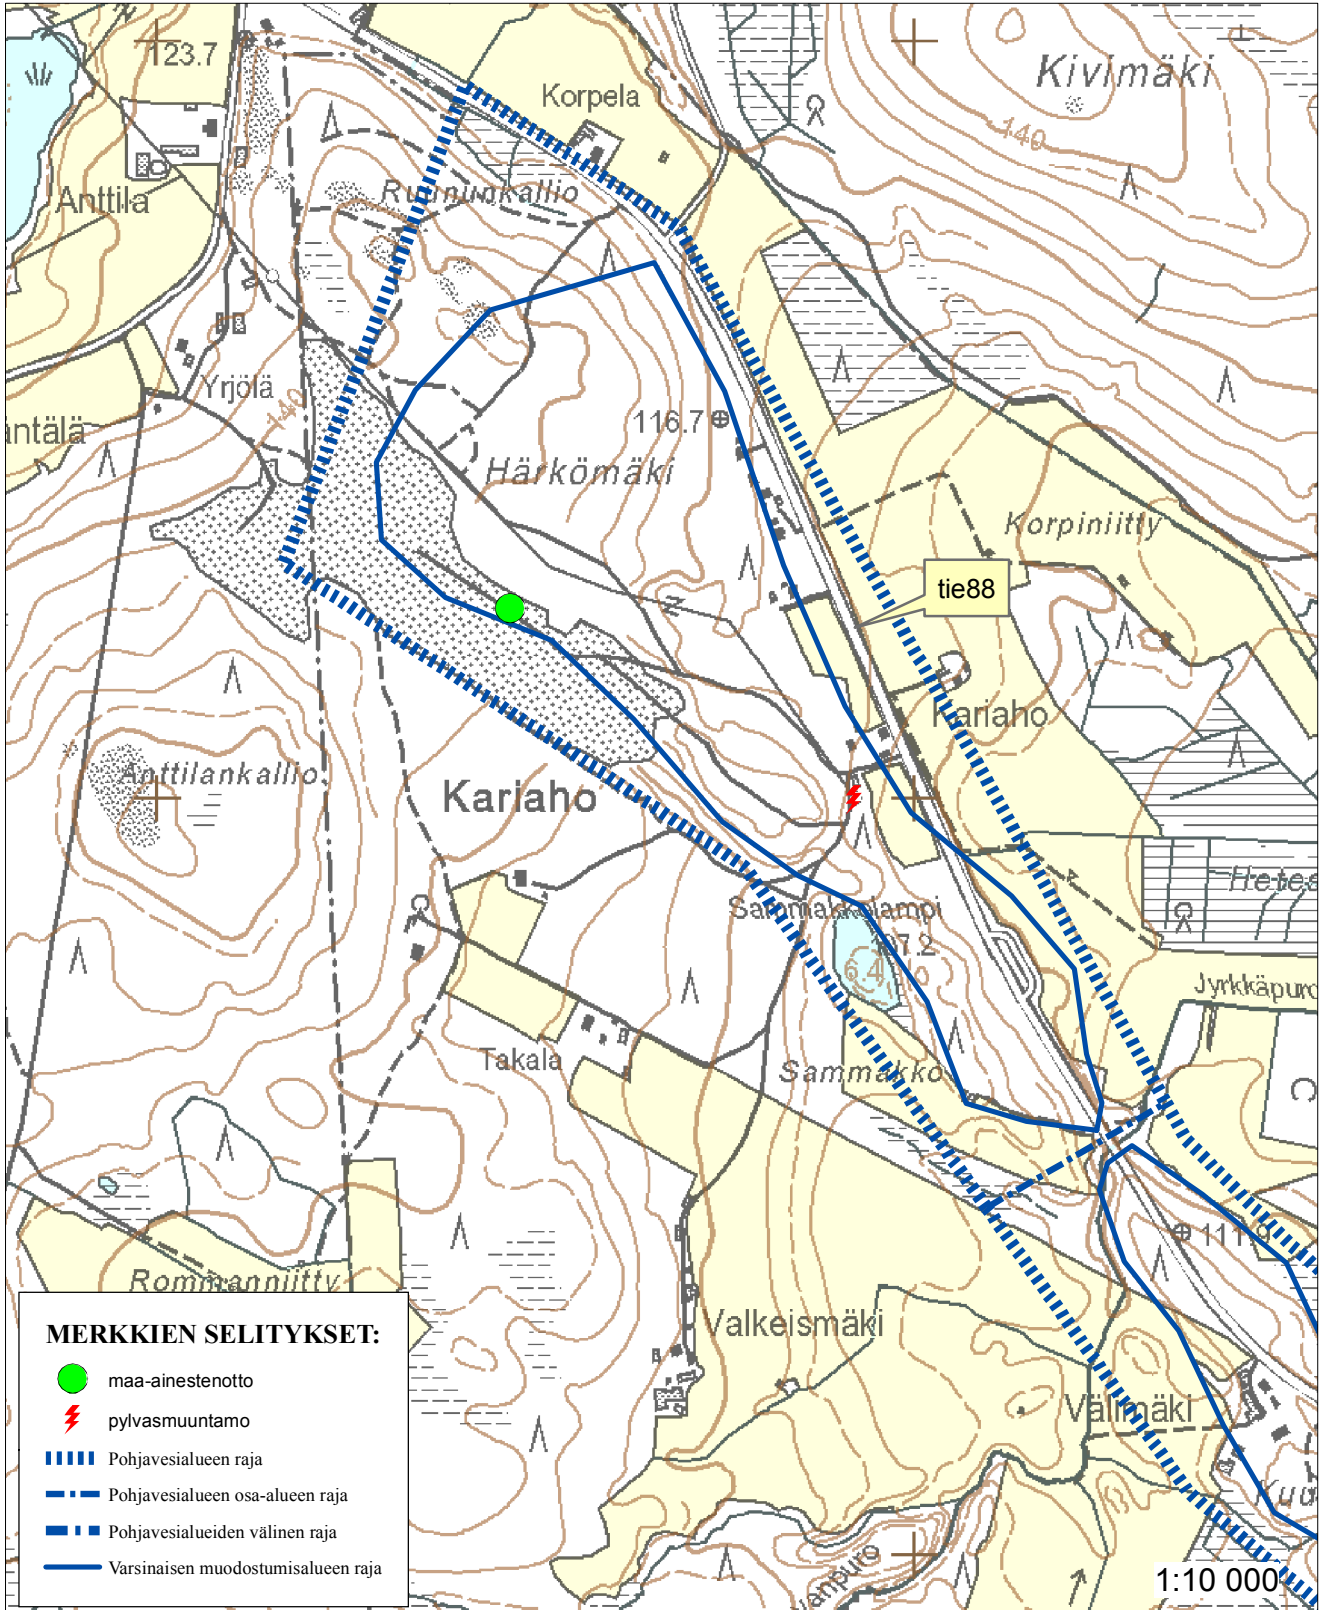 123.7
Kivimäki
Korpela
140
Anttila
Ruununkallio
Yrjölä
140
116.7
Härkömäki
Korpiniitty
tie88
Kariaho
Anttilankallio
Kariaho
Sammakkolampi
107.2
6.4
Jyrkkäpuro
Takala
Sammakko
111.9
Rommanniitty
Valkeismäki
Välimäki
MERKKIEN SELITYKSET:
maa-ainestenotto
pylvasmuuntamo
Pohjavesialueen raja
Pohjavesialueen osa-alueen raja
Pohjavesialueiden välinen raja
Varsinaisen muodostumisalueen raja
1:10 000